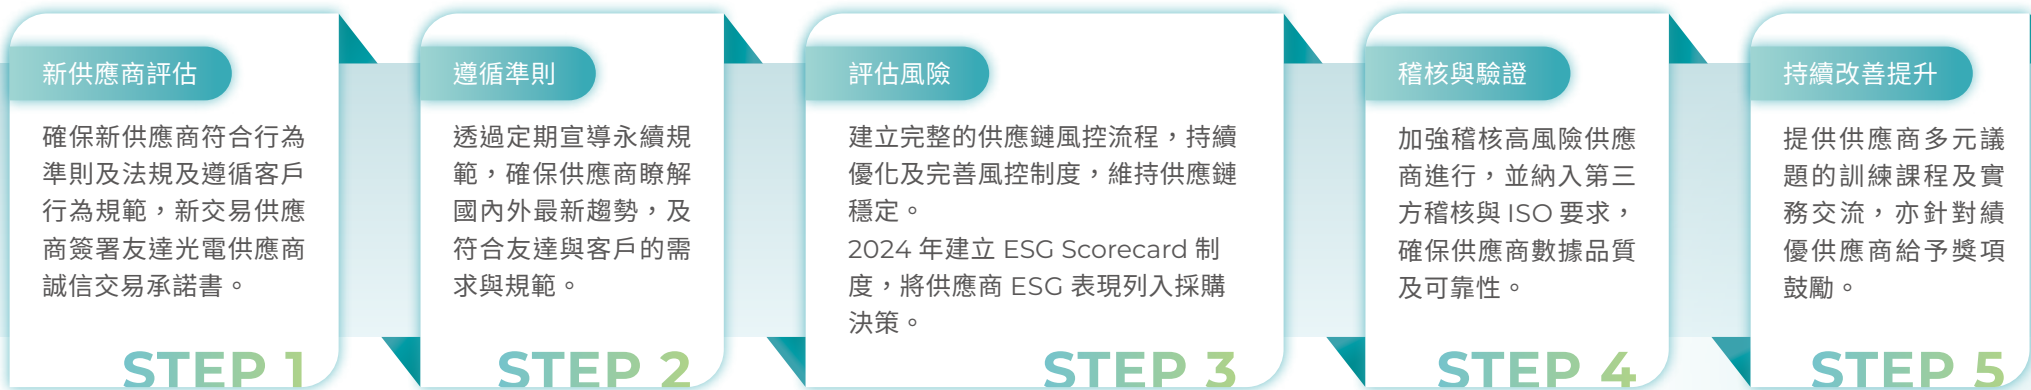 新供應商評估
確保新供應商符合行為
準則及法規及遵循客戶
行為規範，新交易供應
商簽署友達光電供應商
誠信交易承諾書。
STEP 1
遵循準則
透過定期宣導永續規
範，確保供應商瞭解
國內外最新趨勢，及
符合友達與客戶的需
求與規範。
STEP 2
評估風險
建立完整的供應鏈風控流程，持續
優化及完善風控制度，維持供應鏈
穩定。
2024 年建立 ESG Scorecard 制
度，將供應商 ESG 表現列入採購
決策。
STEP 3
稽核與驗證
加強稽核高風險供應
商進行，並納入第三
方稽核與 ISO 要求，
確保供應商數據品質
及可靠性。
STEP 4
持續改善提升
提供供應商多元議
題的訓練課程及實
務交流，亦針對績
優供應商給予獎項
鼓勵。
STEP 5